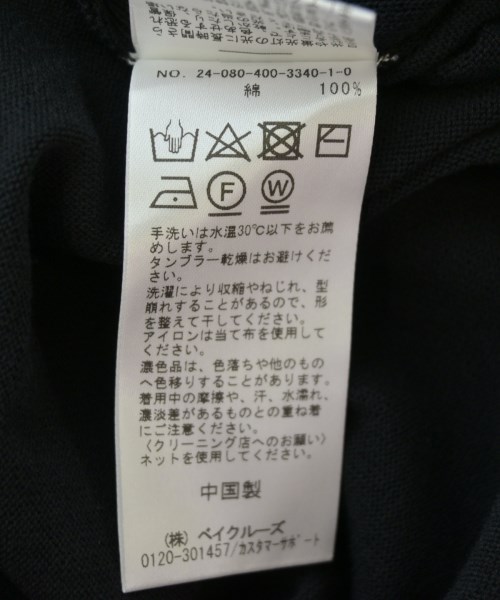 NO. 24-080-400-3340-1-0
綿 100%
F W
手洗いは水温30℃以下をお薦
めします。
タンブラー乾燥はお避けくだ
さい。
洗濯により収縮やねじれ、型
崩れすることがあるので、形
を整えて干してください。
アイロンは当て布を使用して
ください。
濃色品は、色落ちや他のもの
へ色移りすることがあります。
着用中の摩擦や、汗、水濡れ、
濃淡差があるものとの重ね着
にご注意ください。
〈クリーニング店へのお願い〉
ネットを使用してください。
中国製
(株) ベイクルーズ
0120-301457/カスタマーサポート